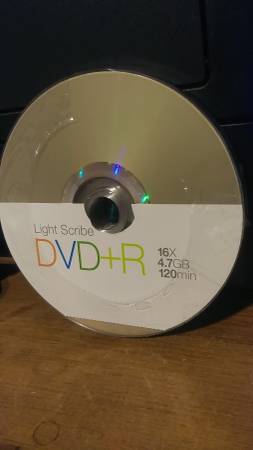 Light Scribe
DVD+R
16X
4.7GB
120min